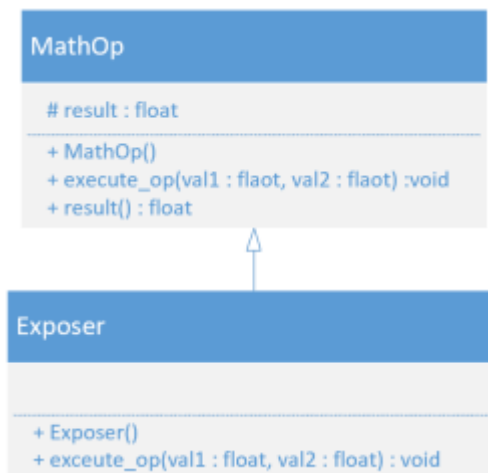 MathOp
# result : float
+ MathOp()
+ execute_op(val1 : flaot, val2 : flaot) :void
+ result() : float
Exposer
+ Exposer()
+ exceute_op(val1 : float, val2 : float) : void